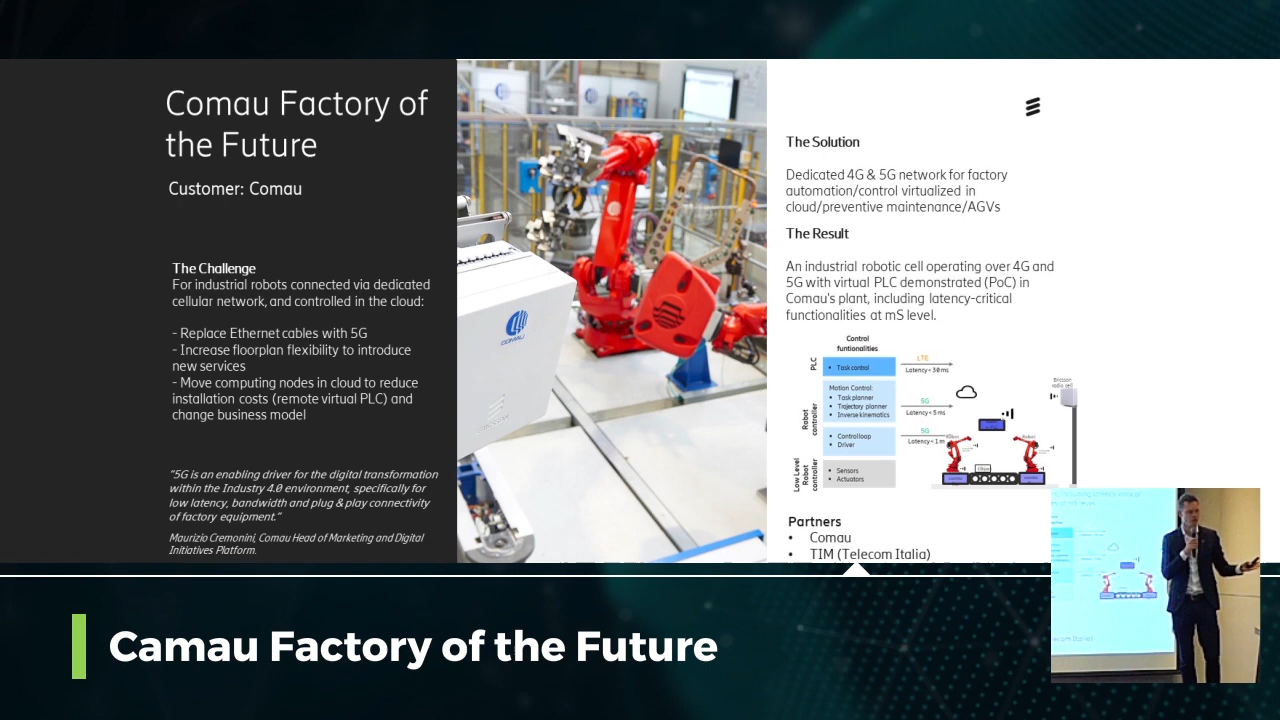 Comau Factory of
the Future
Customer: Comau
The Challenge
For industrial robots connected via dedicated
cellular network, and controlled in the cloud:
- Replace Ethernet cables with 5G
- Increase floorplan flexibility to introduce
new services
- Move computing nodes in cloud to reduce
installation costs (remote virtual PLC) and
change business model
"5G is an enabling driver for the digital transformation
within the Industry 4.0 environment, specifically for
low latency, bandwidth and plug & play connectivity
of factory equipment."
Maurizio Cremonini, Comau Head of Marketing and Digital
Initiatives Platform.
COMAU
ERICSSON
The Solution
Dedicated 4G & 5G network for factory
automation/control virtualized in
cloud/preventive maintenance/AGVs
The Result
An industrial robotic cell operating over 4G and
5G with virtual PLC demonstrated (PoC) in
Comau's plant, including latency-critical
functionalities at mS level.
Control
funtionalities
PLC
• Task control
LTE
Latency < 30 ms
Robot
controller
Motion Control:
• Task planner
• Trajectory planner
• Inverse kinematics
5G
Latency < 5 ms
• Control loop
• Driver
5G
Latency < 1 m
Low Level
Robot
controller
• Sensors
• Actuators
Ericsson
radio cell
Robot
Robot
Partners
• Comau
• TIM (Telecom Italia)
Camau Factory of the Future